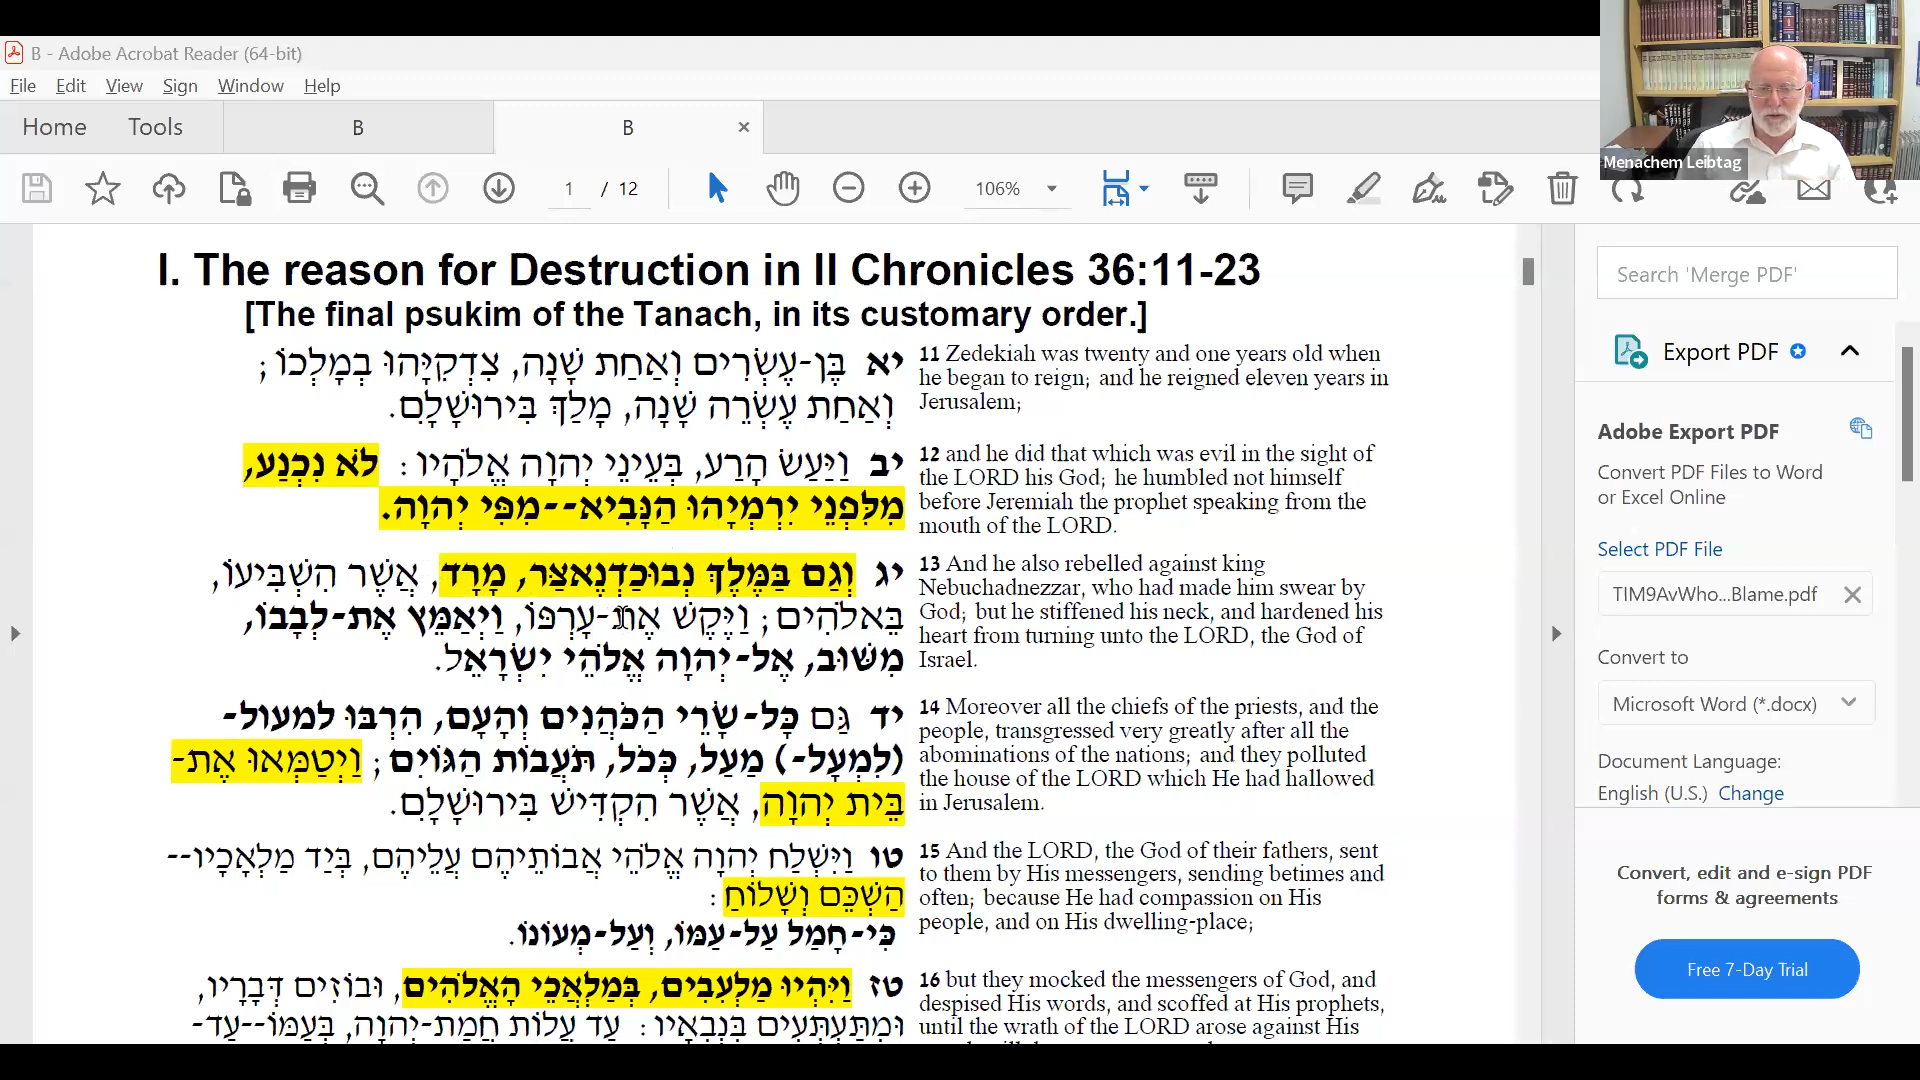 B - Adobe Acrobat Reader (64-bit)
File Edit View Sign Window Help
Home Tools B B
1 / 12 106%
Menachem Leibtag
I. The reason for Destruction in II Chronicles 36:11-23
[The final psukim of the Tanach, in its customary order.]
יא בֶּן-עֶשְׂרִים וְאַחַת שָׁנָה, צִדְקִיָּהוּ בְמָלְכוֹ;
וְאַחַת עֶשְׂרֵה שָׁנָה, מָלַךְ בִּירוּשָׁלִָם.
11 Zedekiah was twenty and one years old when
he began to reign; and he reigned eleven years in
Jerusalem;
יב וַיַּעַשׂ הָרַע, בְּעֵינֵי יְהוָה אֱלֹהָיו: לֹא נִכְנַע,
מִלִּפְנֵי יִרְמְיָהוּ הַנָּבִיא--מִפִּי יְהוָה.
12 and he did that which was evil in the sight of
the LORD his God; he humbled not himself
before Jeremiah the prophet speaking from the
mouth of the LORD.
יג וְגַם בַּמֶּלֶךְ נְבוּכַדְנֶאצַּר, מָרָד, אֲשֶׁר הִשְׁבִּיעוֹ,
בֵּאלֹהִים; וַיֶּקֶשׁ אֶת-עָרְפּוֹ, וַיְאַמֵּץ אֶת-לְבָבוֹ,
מִשּׁוּב, אֶל-יְהוָה אֱלֹהֵי יִשְׂרָאֵל.
13 And he also rebelled against king
Nebuchadnezzar, who had made him swear by
God; but he stiffened his neck, and hardened his
heart from turning unto the LORD, the God of
Israel.
יד גַּם כָּל-שָׂרֵי הַכֹּהֲנִים וְהָעָם, הִרְבּוּ למעול-
(לִמְעָל-) מַעַל, כְּכֹל, תֹּעֲבוֹת הַגּוֹיִם; וַיְטַמְּאוּ אֶת-
בֵּית יְהוָה, אֲשֶׁר הִקְדִּישׁ בִּירוּשָׁלִָם.
14 Moreover all the chiefs of the priests, and the
people, transgressed very greatly after all the
abominations of the nations; and they polluted
the house of the LORD which He had hallowed
in Jerusalem.
טו וַיִּשְׁלַח יְהוָה אֱלֹהֵי אֲבוֹתֵיהֶם עֲלֵיהֶם, בְּיַד מַלְאָכָיו--
הַשְׁכֵּם וְשָׁלוֹחַ:
כִּי-חָמַל עַל-עַמּוֹ, וְעַל-מְעוֹנוֹ.
15 And the LORD, the God of their fathers, sent
to them by His messengers, sending betimes and
often; because He had compassion on His
people, and on His dwelling-place;
טז וַיִּהְיוּ מַלְעִבִים, בְּמַלְאֲכֵי הָאֱלֹהִים, וּבוֹזִים דְּבָרָיו,
וּמִתַּעְתְּעִים בִּנְבִאָיו: עַד עֲלוֹת חֲמַת-יְהוָה, בְּעַמּוֹ--עַד-
16 but they mocked the messengers of God, and
despised His words, and scoffed at His prophets,
until the wrath of the LORD arose against His
Search 'Merge PDF'
Export PDF
Adobe Export PDF
Convert PDF Files to Word
or Excel Online
Select PDF File
TIM9AvWho...Blame.pdf
Convert to
Microsoft Word (*.docx)
Document Language:
English (U.S.) Change
Convert, edit and e-sign PDF
forms & agreements
Free 7-Day Trial